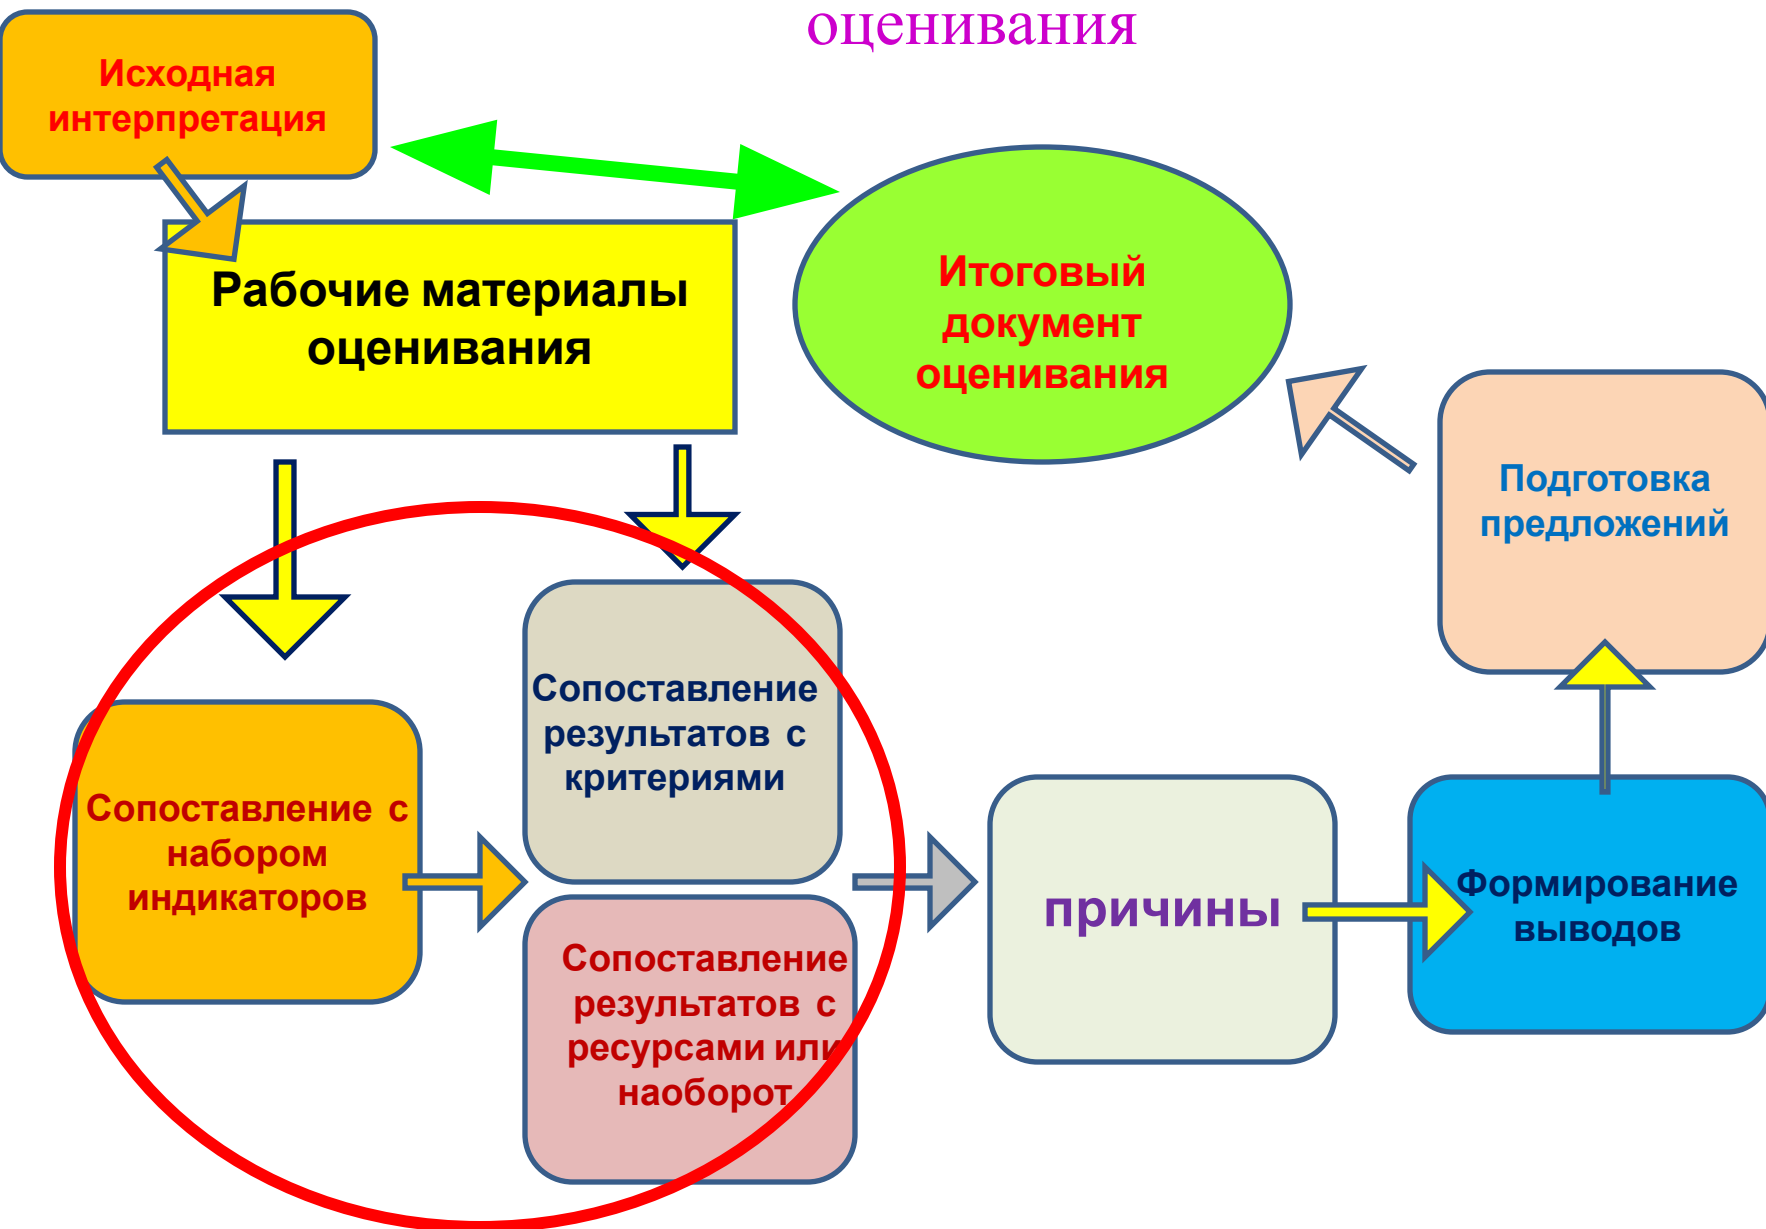 оценивания
Исходная
интерпретация
Рабочие материалы
оценивания
Итоговый
документ
оценивания
Подготовка
предложений
Сопоставление
результатов с
критериями
Сопоставление с
набором
индикаторов
Сопоставление
результатов с
ресурсами или
наоборот
причины
Формирование
выводов